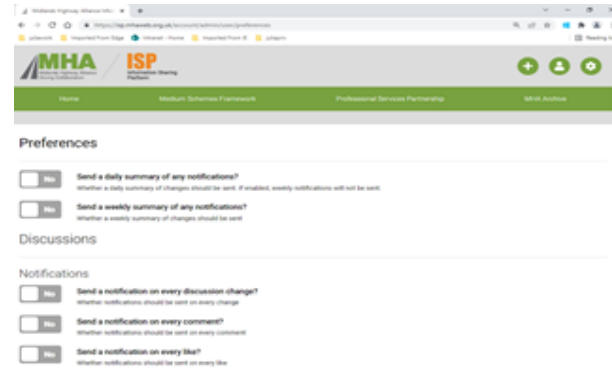 Midlands Highway Alliance Info
https://isp.mhaweb.org.uk/account/admin/user/preferences
Imported From Edge
Intranet - Home
Imported From IE
MHA
Midlands Highway Alliance
ISP
Information Sharing
Platform
Home
Medium Schemes Framework
Professional Services Partnership
MHA Archive
Preferences
No
Send a daily summary of any notifications?
Whether a daily summary of changes should be sent. If enabled, weekly notifications will not be sent.
No
Send a weekly summary of any notifications?
Whether a weekly summary of changes should be sent
Discussions
Notifications
No
Send a notification on every discussion change?
Whether notifications should be sent on every change
No
Send a notification on every comment?
Whether notifications should be sent on every comment
No
Send a notification on every like?
Whether notifications should be sent on every like